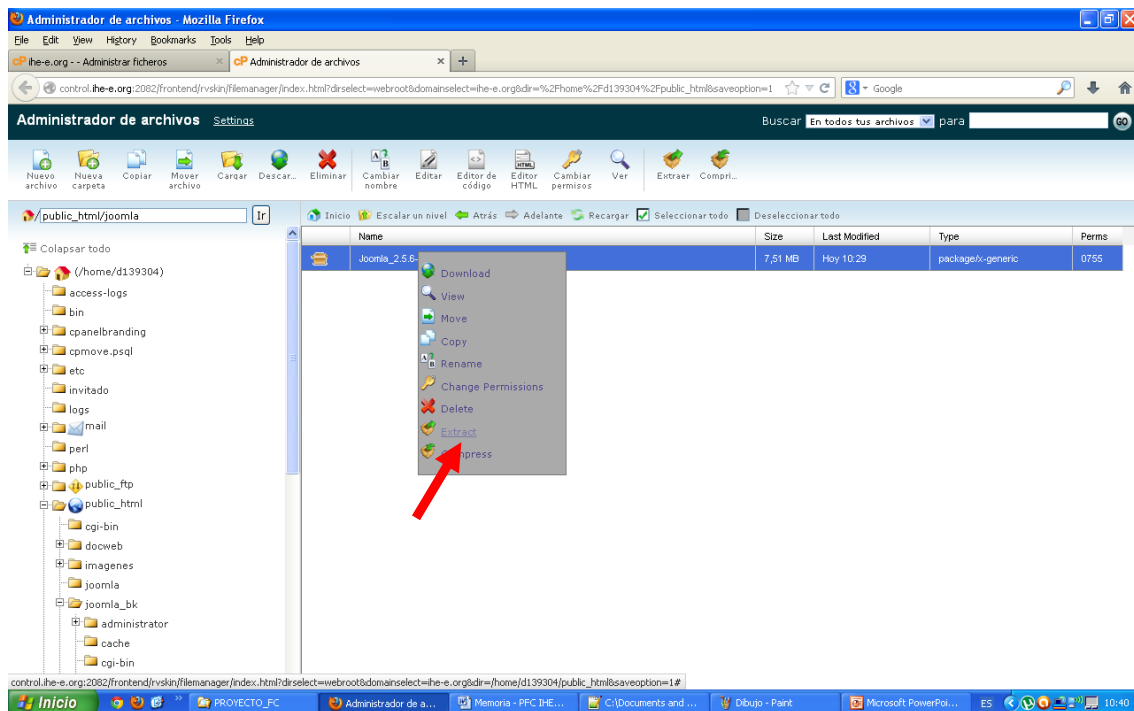 Administrador de archivos - Mozilla Firefox
File Edit View History Bookmarks Tools Help
cP ihe-e.org - - Administrar ficheros × cP Administrador de archivos × +
control.ihe-e.org:2082/frontend/rvskin/filemanager/index.html?dirselect=webroot&domainselect=ihe-e.org&dir=%2Fhome%2Fd139304%2Fpublic_html&saveoption=1 Google
Administrador de archivos Settings Buscar En todos tus archivos para GO
Nuevo archivo
Nueva carpeta
Copiar
Mover archivo
Cargar
Descar...
Eliminar
Cambiar nombre
Editar
Editor de código
Editor HTML
Cambiar permisos
Ver
Extraer
Compri...
/public_html/joomla Ir
Inicio Escalar un nivel Atrás Adelante Recargar Seleccionar todo Deseleccionar todo
Name Size Last Modified Type Perms
Joomla_2.5.6- 7,51 MB Hoy 10:29 package/x-generic 0755
Colapsar todo
(/home/d139304)
access-logs
bin
cpanelbranding
cpmove.psql
etc
invitado
logs
mail
perl
php
public_ftp
public_html
cgi-bin
docweb
imagenes
joomla
joomla_bk
administrator
cache
cgi-bin
Download
View
Move
Copy
Rename
Change Permissions
Delete
Extract
mpress
control.ihe-e.org:2082/frontend/rvskin/filemanager/index.html?dirselect=webroot&domainselect=ihe-e.org&dir=/home/d139304/public_html&saveoption=1#
Inicio PROYECTO_FC Administrador de a... Memoria - PFC IHE... C:\Documents and ... Dibujo - Paint Microsoft PowerPoi... ES 10:40